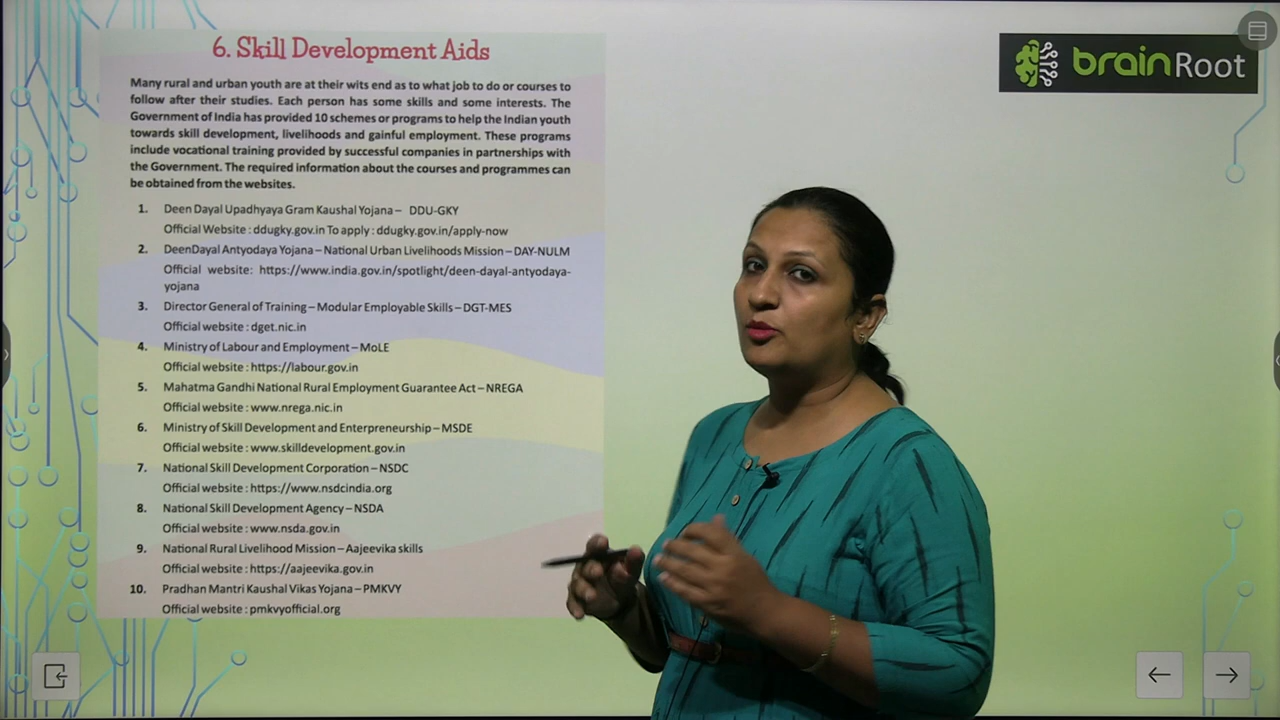 6. Skill Development Aids
brainRoot
Many rural and urban youth are at their wits end as to what job to do or courses to
follow after their studies. Each person has some skills and some interests. The
Government of India has provided 10 schemes or programs to help the Indian youth
towards skill development, livelihoods and gainful employment. These programs
include vocational training provided by successful companies in partnerships with
the Government. The required information about the courses and programmes can
be obtained from the websites.
1. Deen Dayal Upadhyaya Gram Kaushal Yojana – DDU-GKY
Official Website : ddugky.gov.in To apply : ddugky.gov.in/apply-now
2. DeenDayal Antyodaya Yojana – National Urban Livelihoods Mission – DAY-NULM
Official website: https://www.india.gov.in/spotlight/deen-dayal-antyodaya-
yojana
3. Director General of Training – Modular Employable Skills – DGT-MES
Official website : dget.nic.in
4. Ministry of Labour and Employment – MoLE
Official website : https://labour.gov.in
5. Mahatma Gandhi National Rural Employment Guarantee Act – NREGA
Official website : www.nrega.nic.in
6. Ministry of Skill Development and Enterpreneurship – MSDE
Official website : www.skilldevelopment.gov.in
7. National Skill Development Corporation – NSDC
Official website : https://www.nsdcindia.org
8. National Skill Development Agency – NSDA
Official website : www.nsda.gov.in
9. National Rural Livelihood Mission – Aajeevika skills
Official website : https://aajeevika.gov.in
10. Pradhan Mantri Kaushal Vikas Yojana – PMKVY
Official website : pmkvyofficial.org